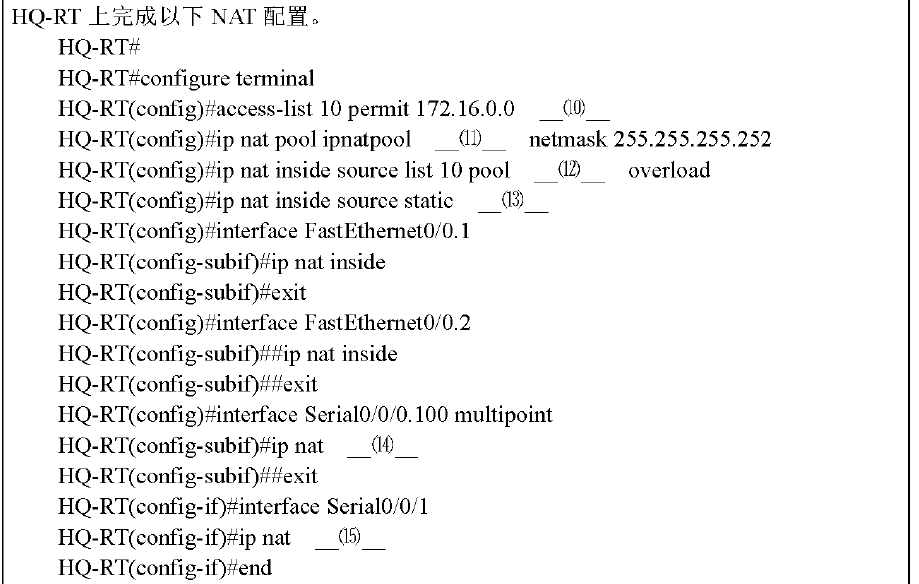 HQ-RT 上完成以下 NAT 配置。
HQ-RT#
HQ-RT#configure terminal
HQ-RT(config)#access-list 10 permit 172.16.0.0 __⑽__
HQ-RT(config)#ip nat pool ipnatpool __⑾__ netmask 255.255.255.252
HQ-RT(config)#ip nat inside source list 10 pool __⑿__ overload
HQ-RT(config)#ip nat inside source static __⒀__
HQ-RT(config)#interface FastEthernet0/0.1
HQ-RT(config-subif)#ip nat inside
HQ-RT(config-subif)#exit
HQ-RT(config)#interface FastEthernet0/0.2
HQ-RT(config-subif)##ip nat inside
HQ-RT(config-subif)##exit
HQ-RT(config)#interface Serial0/0/0.100 multipoint
HQ-RT(config-subif)#ip nat __⒁__
HQ-RT(config-subif)##exit
HQ-RT(config-if)#interface Serial0/0/1
HQ-RT(config-if)#ip nat __⒂__
HQ-RT(config-if)#end